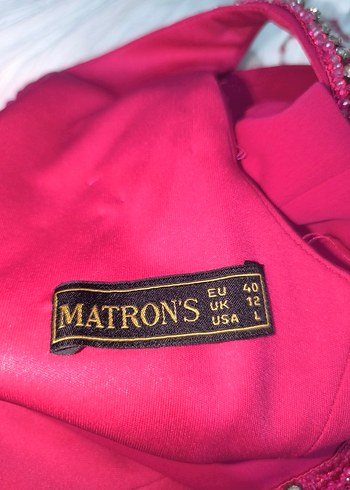 MATRON'S
EU 40
UK 12
USA L